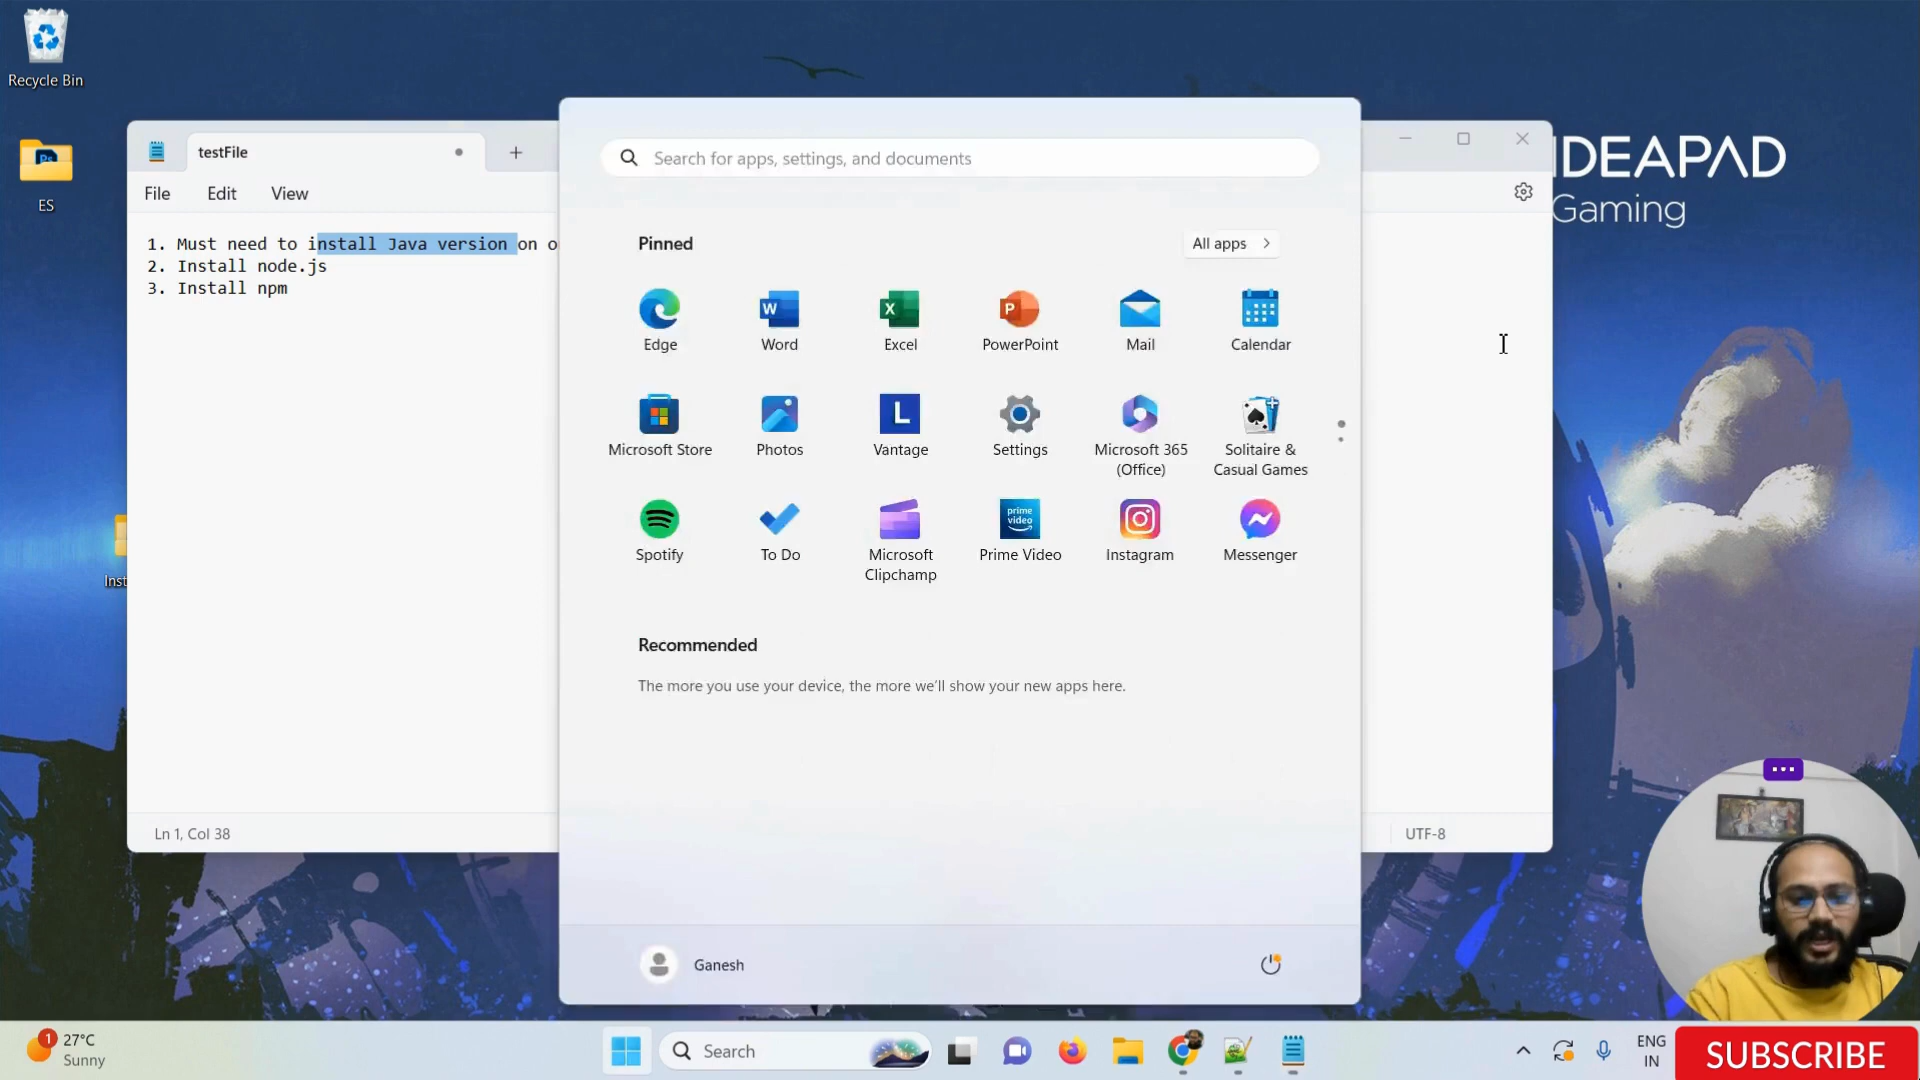 Recycle Bin
ES
Inst
IDEAPAD
Gaming
testFile
File Edit View
1. Must need to install Java version on o
2. Install node.js
3. Install npm
Ln 1, Col 38
UTF-8
Search for apps, settings, and documents
Pinned
All apps
Edge
Word
Excel
PowerPoint
Mail
Calendar
Microsoft Store
Photos
Vantage
Settings
Microsoft 365
(Office)
Solitaire &
Casual Games
Spotify
To Do
Microsoft
Clipchamp
prime
video
Prime Video
Instagram
Messenger
Recommended
The more you use your device, the more we'll show your new apps here.
Ganesh
1
27°C
Sunny
Search
ENG
IN
SUBSCRIBE